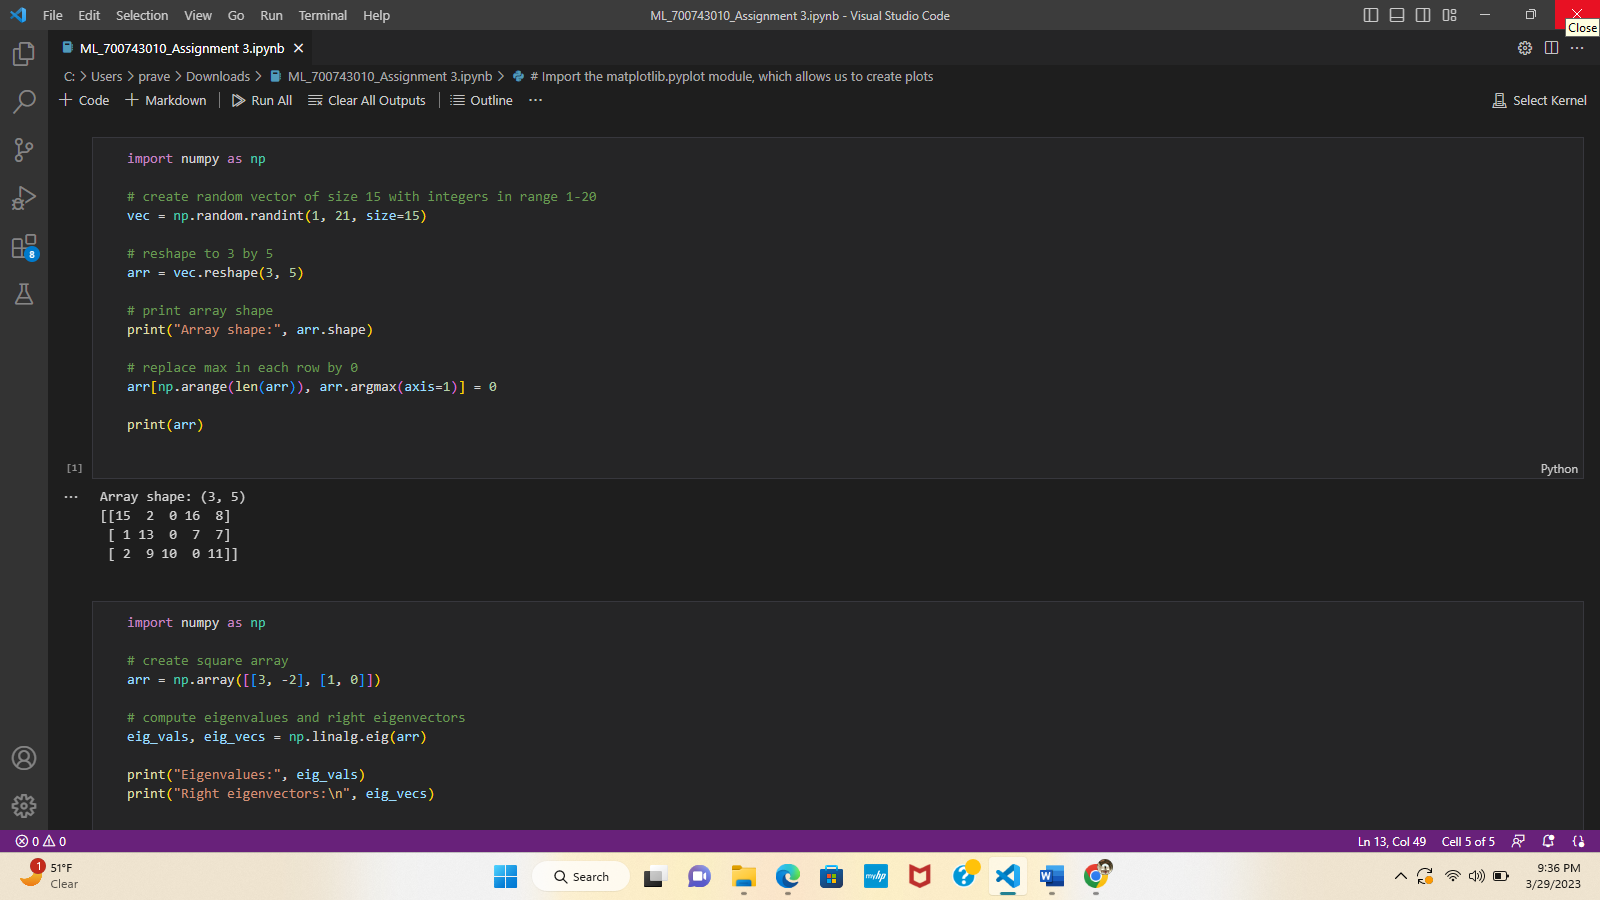 File Edit Selection View Go Run Terminal Help ML_700743010_Assignment 3.ipynb - Visual Studio Code
Close
ML_700743010_Assignment 3.ipynb
C: > Users > prave > Downloads > ML_700743010_Assignment 3.ipynb > # Import the matplotlib.pyplot module, which allows us to create plots
+ Code + Markdown Run All Clear All Outputs Outline ... Select Kernel
import numpy as np
# create random vector of size 15 with integers in range 1-20
vec = np.random.randint(1, 21, size=15)
# reshape to 3 by 5
arr = vec.reshape(3, 5)
# print array shape
print("Array shape:", arr.shape)
# replace max in each row by 0
arr[np.arange(len(arr)), arr.argmax(axis=1)] = 0
print(arr)
[1] Python
... Array shape: (3, 5)
[[15  2  0 16  8]
 [ 1 13  0  7  7]
 [ 2  9 10  0 11]]
import numpy as np
# create square array
arr = np.array([[3, -2], [1, 0]])
# compute eigenvalues and right eigenvectors
eig_vals, eig_vecs = np.linalg.eig(arr)
print("Eigenvalues:", eig_vals)
print("Right eigenvectors:\n", eig_vecs)
8
0 0 Ln 13, Col 49 Cell 5 of 5
1 51°F
Clear
Search
myhp
W
9:36 PM
3/29/2023